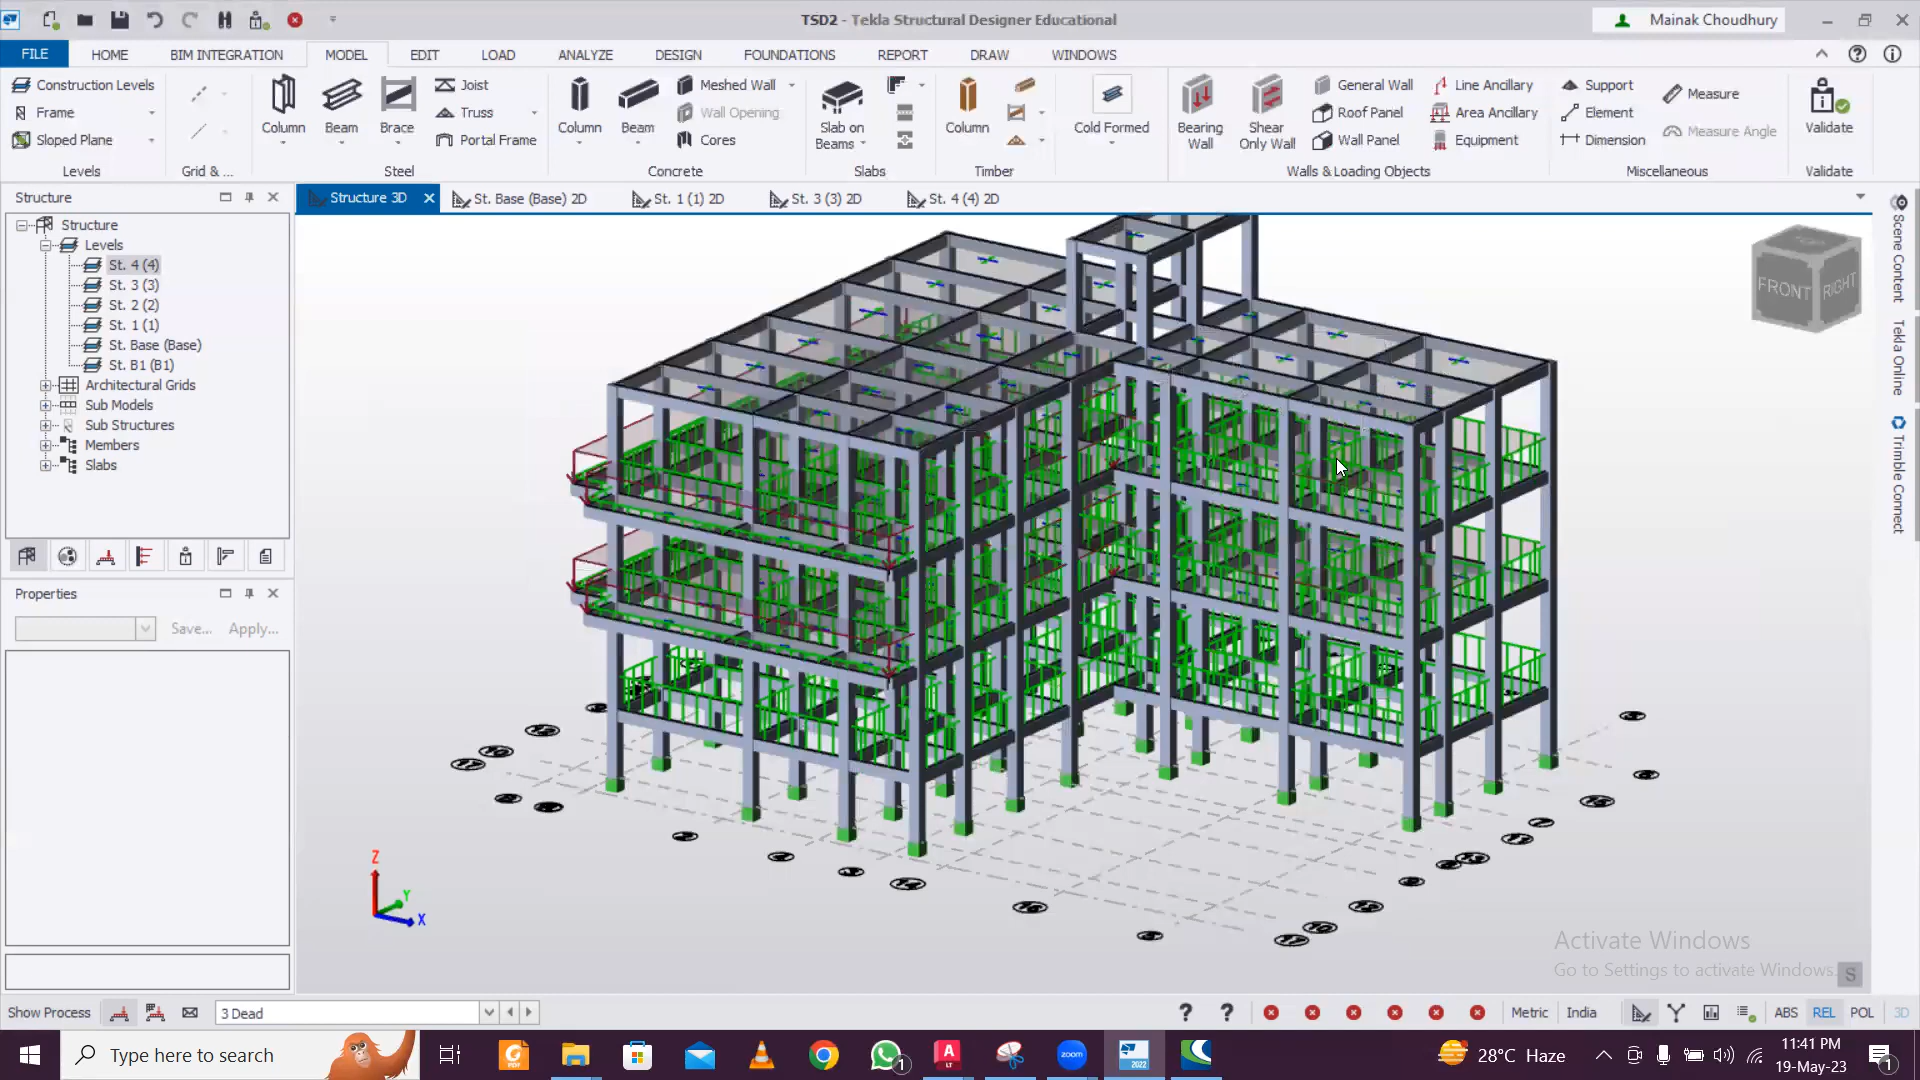 TSD2 - Tekla Structural Designer Educational
Mainak Choudhury
FILE HOME BIM INTEGRATION MODEL EDIT LOAD ANALYZE DESIGN FOUNDATIONS REPORT DRAW WINDOWS
Construction Levels
Frame
Sloped Plane
Levels
Grid & ...
Column
Beam
Brace
Joist
Truss
Portal Frame
Steel
Column
Beam
Meshed Wall
Wall Opening
Cores
Concrete
Slab on
Beams
Slabs
Column
Timber
Cold Formed
Bearing
Wall
Shear
Only Wall
General Wall
Roof Panel
Wall Panel
Line Ancillary
Area Ancillary
Equipment
Walls & Loading Objects
Support
Element
Dimension
Measure
Measure Angle
Miscellaneous
Validate
Validate
Structure
Structure 3D
St. Base (Base) 2D
St. 1 (1) 2D
St. 3 (3) 2D
St. 4 (4) 2D
Structure
Levels
St. 4 (4)
St. 3 (3)
St. 2 (2)
St. 1 (1)
St. Base (Base)
St. B1 (B1)
Architectural Grids
Sub Models
Sub Structures
Members
Slabs
Properties
Save...
Apply...
FRONT
RIGHT
Scene Content
Tekla Online
Trimble Connect
Z
Y
X
Activate Windows
Go to Settings to activate Windows.
S
Show Process
3 Dead
Metric
India
ABS
REL
POL
3D
Type here to search
PDF
LT
1
zoom
2022
28°C Haze
11:41 PM
19-May-23
1